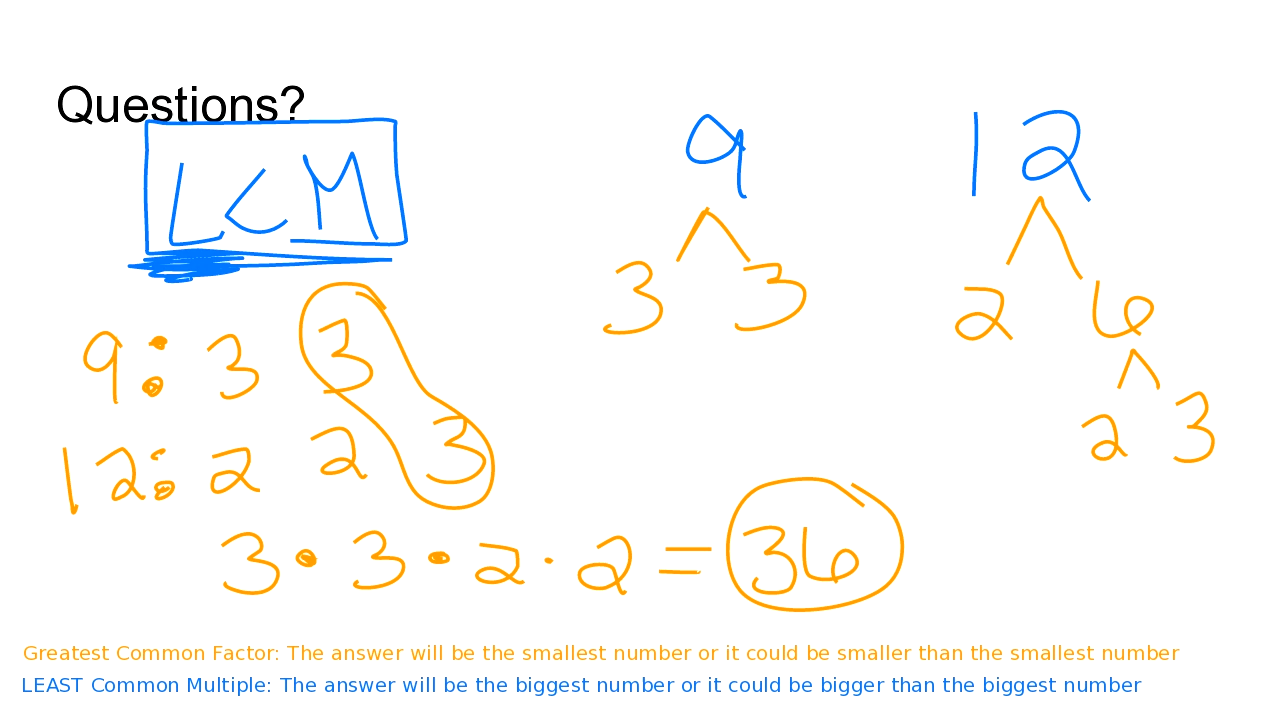 Questions?
LCM
9 12
3 3
2 6
2 3
9: 3 3
12: 2 2 3
3 • 3 • 2 • 2 = 36
Greatest Common Factor: The answer will be the smallest number or it could be smaller than the smallest number
LEAST Common Multiple: The answer will be the biggest number or it could be bigger than the biggest number